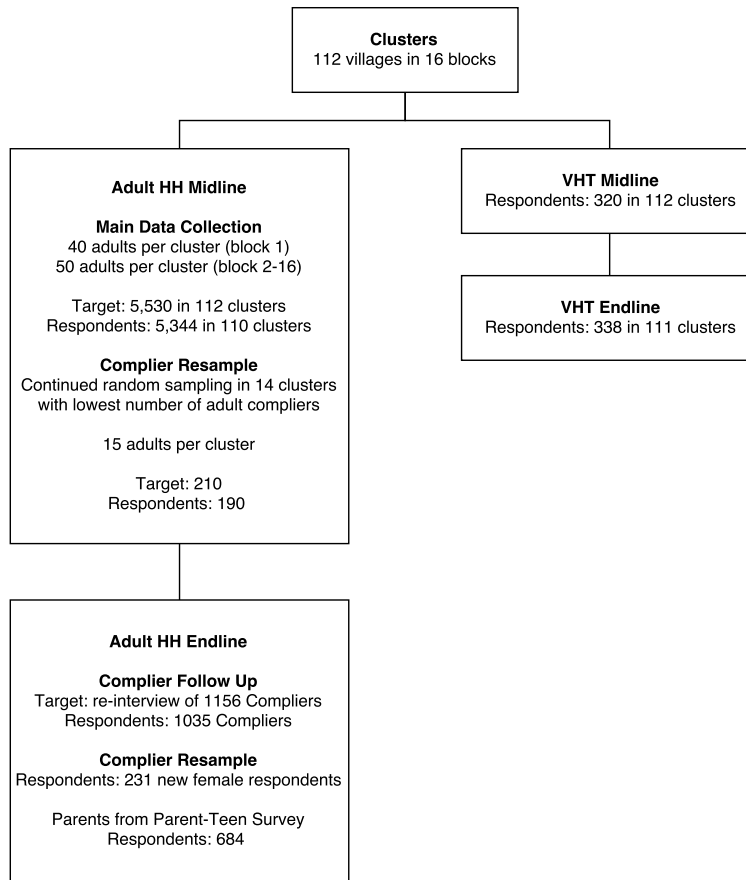 Clusters
112 villages in 16 blocks
Adult HH Midline
Main Data Collection
40 adults per cluster (block 1)
50 adults per cluster (block 2-16)
Target: 5,530 in 112 clusters
Respondents: 5,344 in 110 clusters
Complier Resample
Continued random sampling in 14 clusters
with lowest number of adult compliers
15 adults per cluster
Target: 210
Respondents: 190
VHT Midline
Respondents: 320 in 112 clusters
VHT Endline
Respondents: 338 in 111 clusters
Adult HH Endline
Complier Follow Up
Target: re-interview of 1156 Compliers
Respondents: 1035 Compliers
Complier Resample
Respondents: 231 new female respondents
Parents from Parent-Teen Survey
Respondents: 684